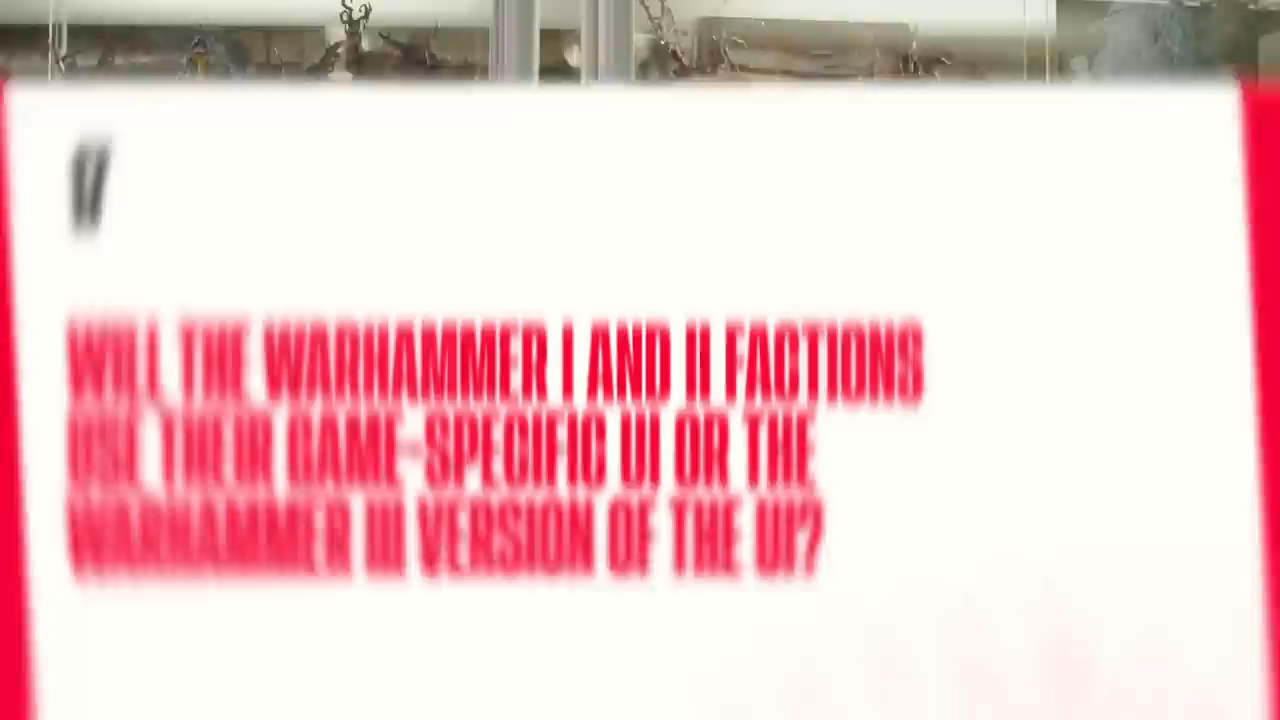 "
WILL THE WARHAMMER I AND II FACTIONS
USE THEIR GAME-SPECIFIC UI OR THE
WARHAMMER III VERSION OF THE UI?